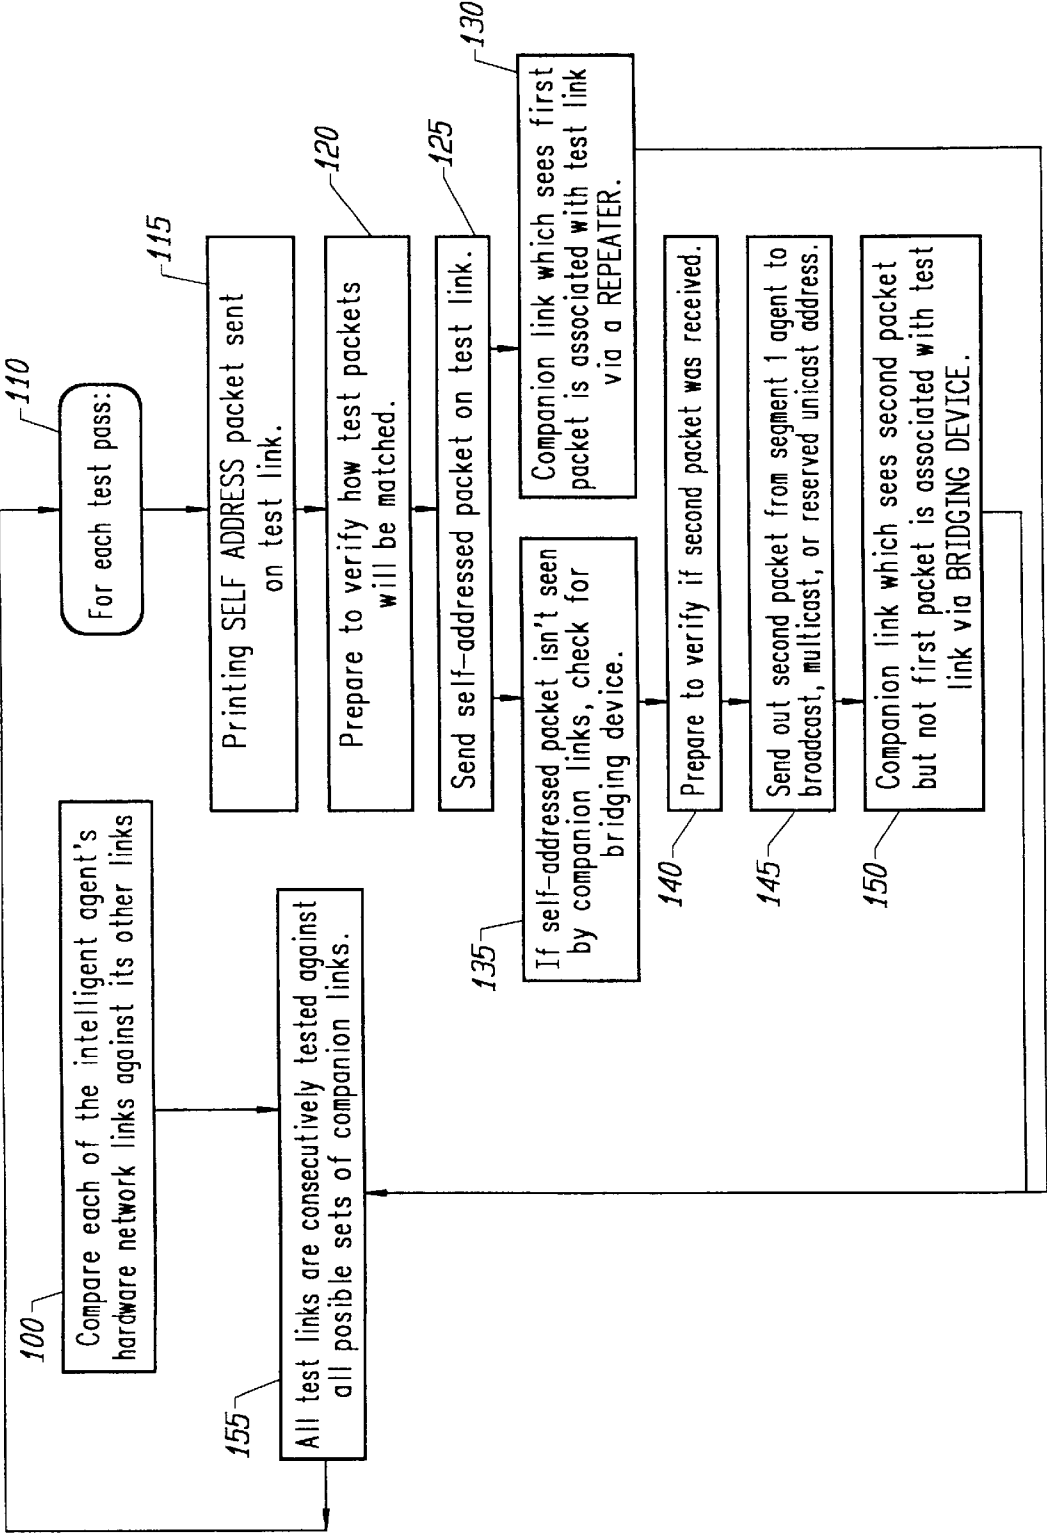 100
Compare each of the intelligent agent's
hardware network links against its other links
155
All test links are consecutively tested against
all posible sets of companion links.
110
For each test pass:
115
Printing SELF ADDRESS packet sent
on test link.
120
Prepare to verify how test packets
will be matched.
125
Send self-addressed packet on test link.
130
Companion link which sees first
packet is associated with test link
via a REPEATER.
135
If self-addressed packet isn't seen
by companion links, check for
bridging device.
140
Prepare to verify if second packet was received.
145
Send out second packet from segment 1 agent to
broadcast, multicast, or reserved unicast address.
150
Companion link which sees second packet
but not first packet is associated with test
link via BRIDGING DEVICE.